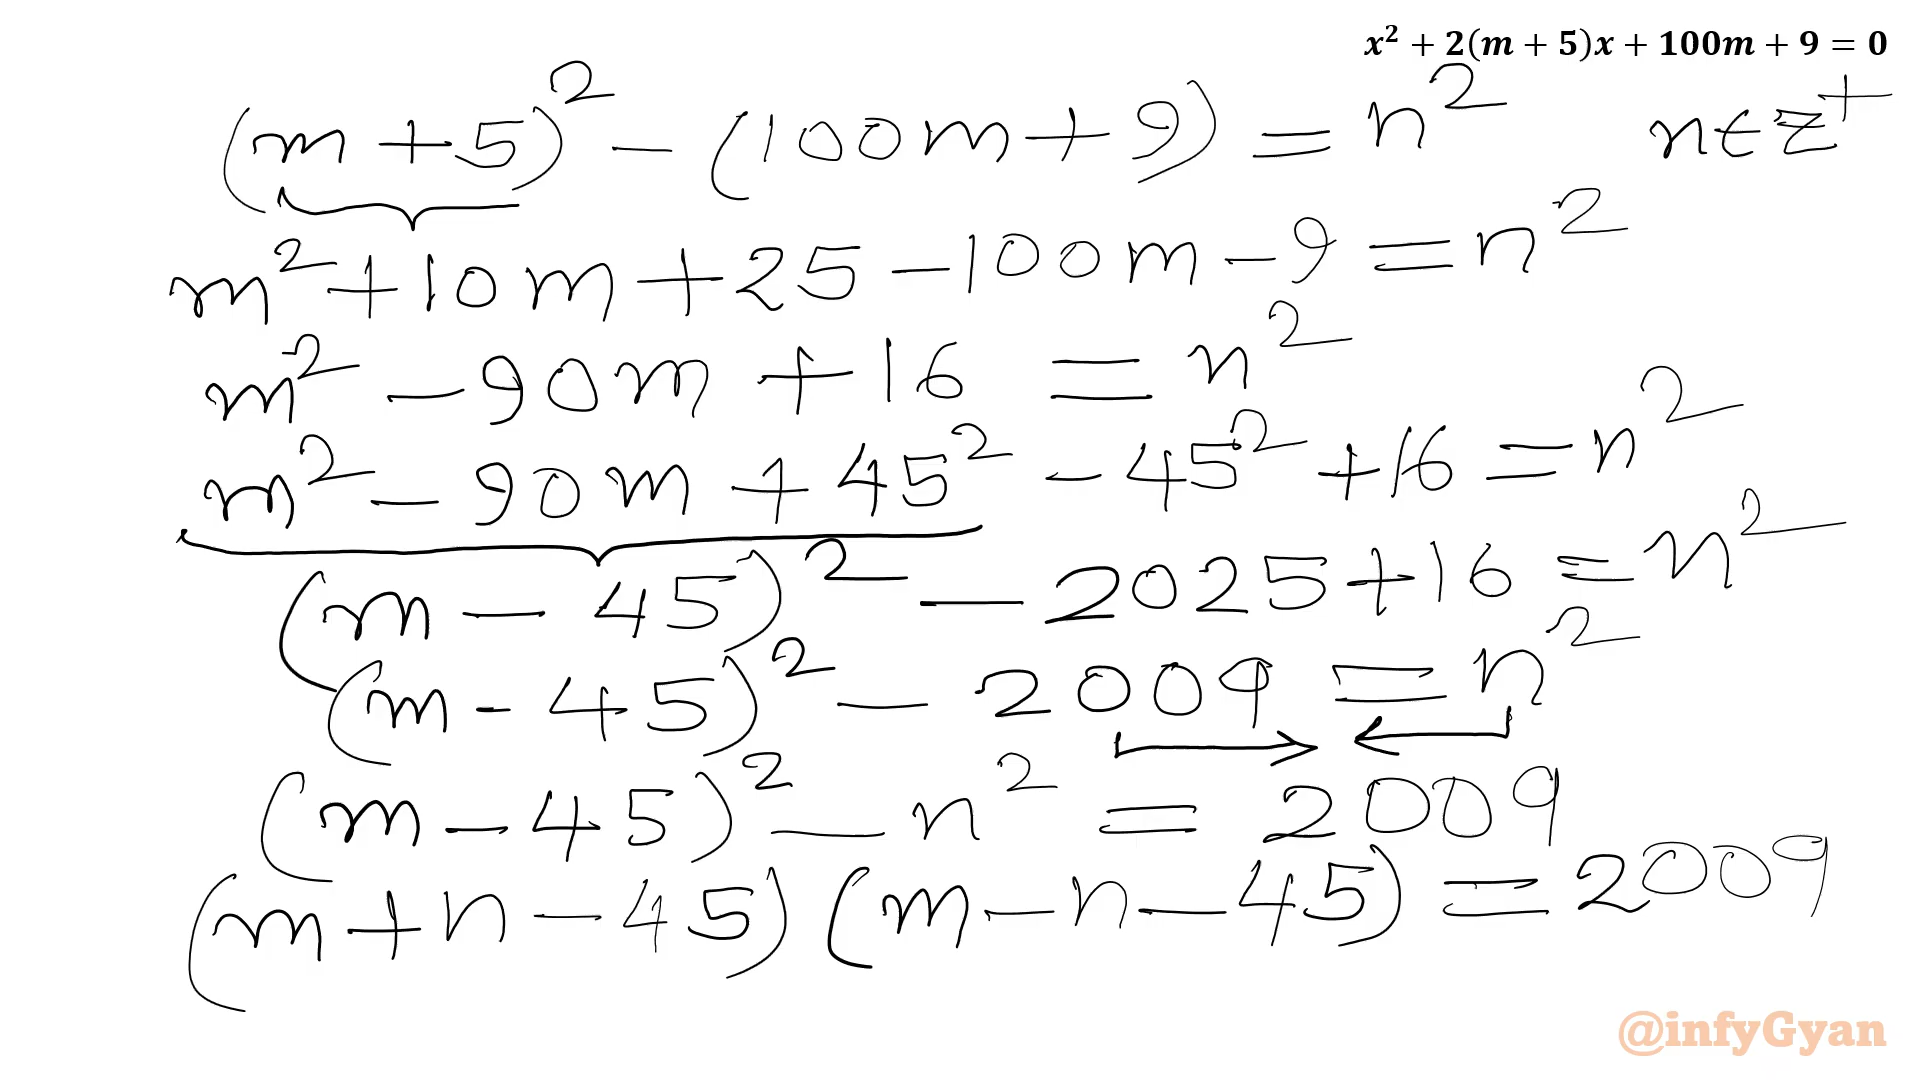 x² + 2(m + 5)x + 100m + 9 = 0
(m + 5)² - (100m + 9) = n² n ∈ Z⁺
m² + 10m + 25 - 100m - 9 = n²
m² - 90m + 16 = n²
m² - 90m + 45² - 45² + 16 = n²
(m - 45)² - 2025 + 16 = n²
(m - 45)² - 2009 = n²
(m - 45)² - n² = 2009
(m + n - 45)(m - n - 45) = 2009
@infyGyan